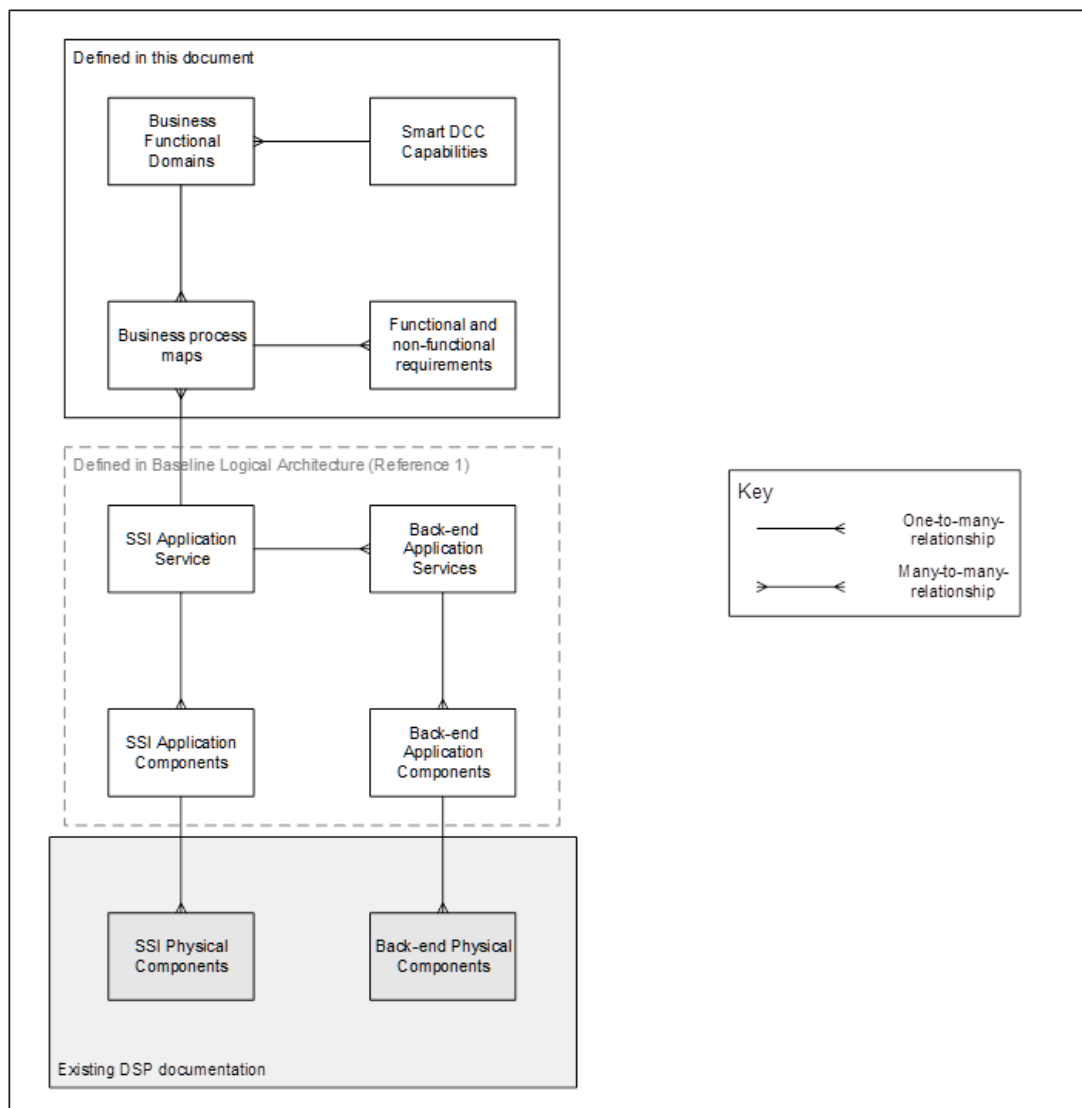 Defined in this document
Business
Functional
Domains
Smart DCC
Capabilities
Business process
maps
Functional and
non-functional
requirements
Defined in Baseline Logical Architecture (Reference 1)
SSI Application
Service
Back-end
Application
Services
SSI Application
Components
Back-end
Application
Components
SSI Physical
Components
Back-end Physical
Components
Existing DSP documentation
Key
One-to-many-
relationship
Many-to-many-
relationship